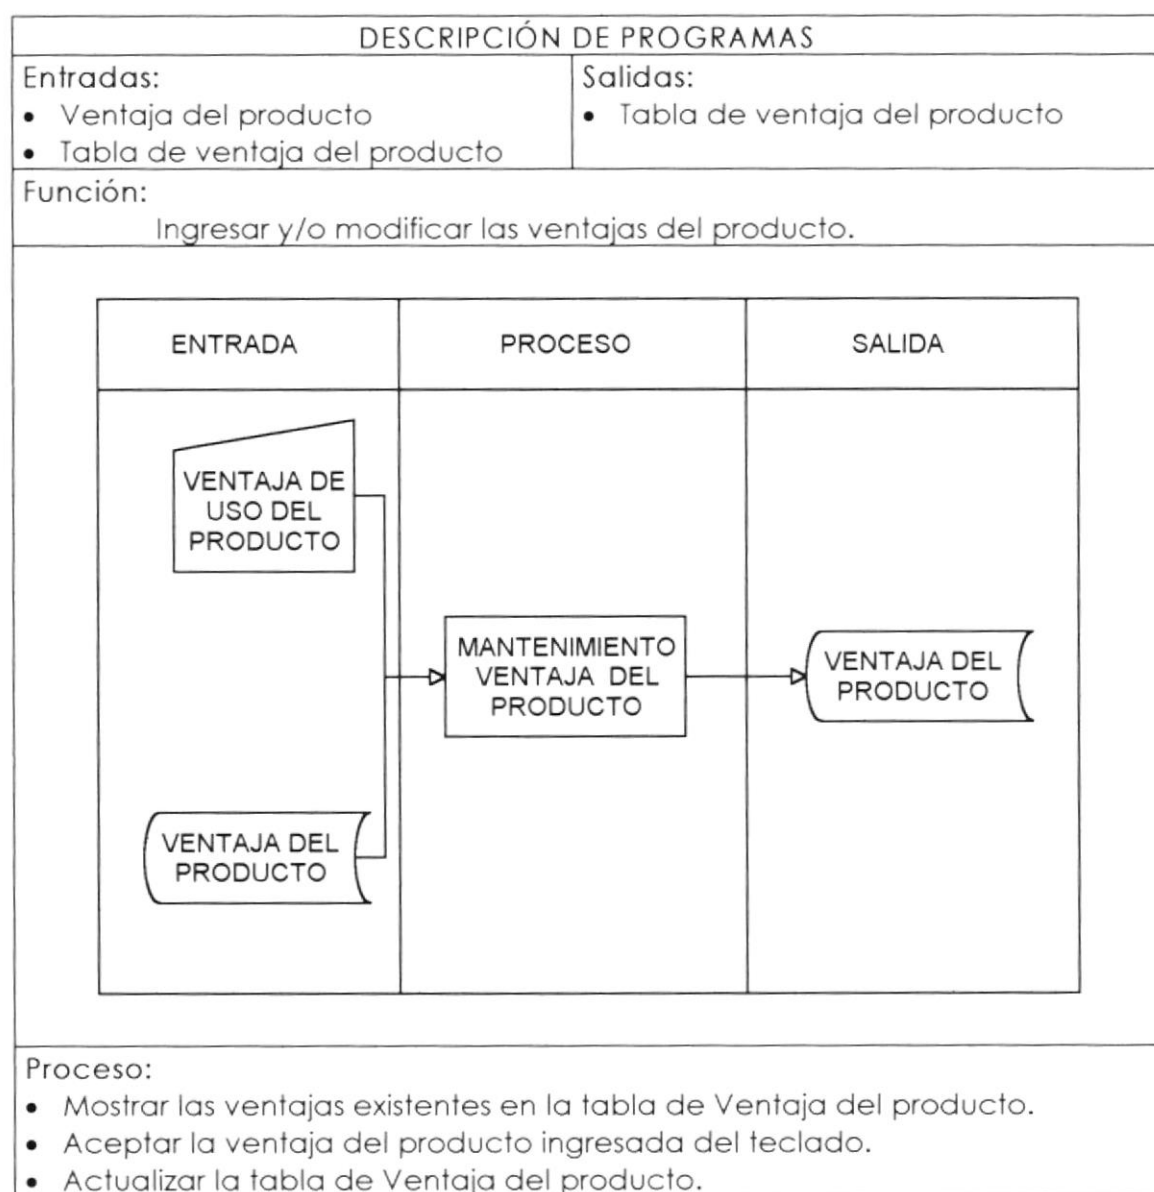 DESCRIPCIÓN DE PROGRAMAS
Entradas:
• Ventaja del producto
• Tabla de ventaja del producto
Salidas:
• Tabla de ventaja del producto
Función:
Ingresar y/o modificar las ventajas del producto.
ENTRADA
PROCESO
SALIDA
VENTAJA DE
USO DEL
PRODUCTO
MANTENIMIENTO
VENTAJA DEL
PRODUCTO
VENTAJA DEL
PRODUCTO
VENTAJA DEL
PRODUCTO
Proceso:
• Mostrar las ventajas existentes en la tabla de Ventaja del producto.
• Aceptar la ventaja del producto ingresada del teclado.
• Actualizar la tabla de Ventaja del producto.